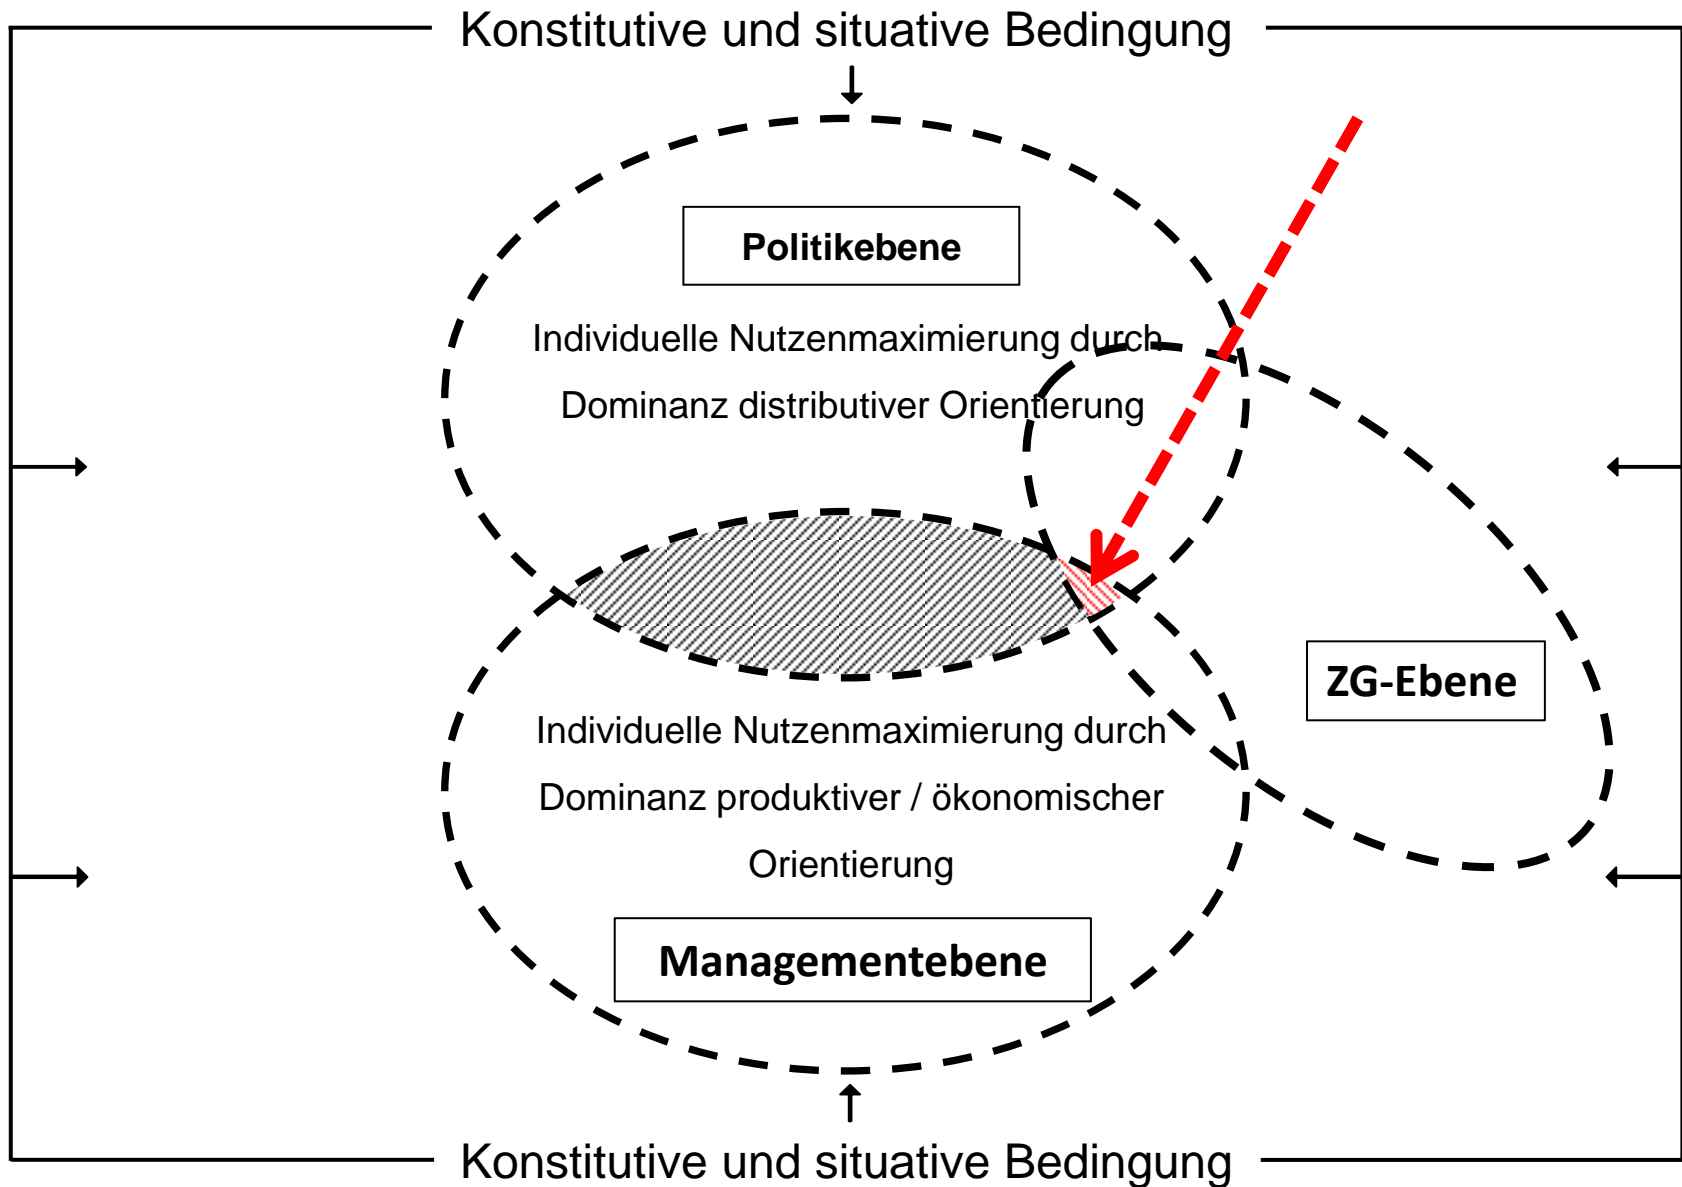 Konstitutive und situative Bedingung
Politikebene
Individuelle Nutzenmaximierung durch
Dominanz distributiver Orientierung
ZG-Ebene
Individuelle Nutzenmaximierung durch
Dominanz produktiver / ökonomischer
Orientierung
Managementebene
Konstitutive und situative Bedingung